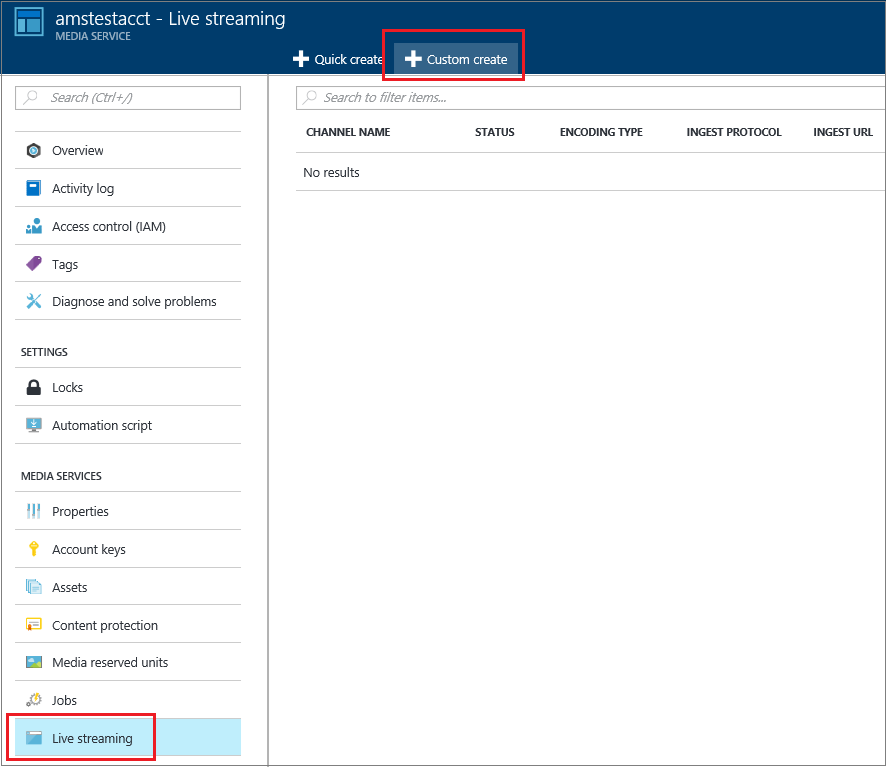 amstestacct - Live streaming
MEDIA SERVICE
Quick create Custom create
Search (Ctrl+/)
Overview
Activity log
Access control (IAM)
Tags
Diagnose and solve problems
SETTINGS
Locks
Automation script
MEDIA SERVICES
Properties
Account keys
Assets
Content protection
Media reserved units
Jobs
Live streaming
Search to filter items...
CHANNEL NAME STATUS ENCODING TYPE INGEST PROTOCOL INGEST URL
No results